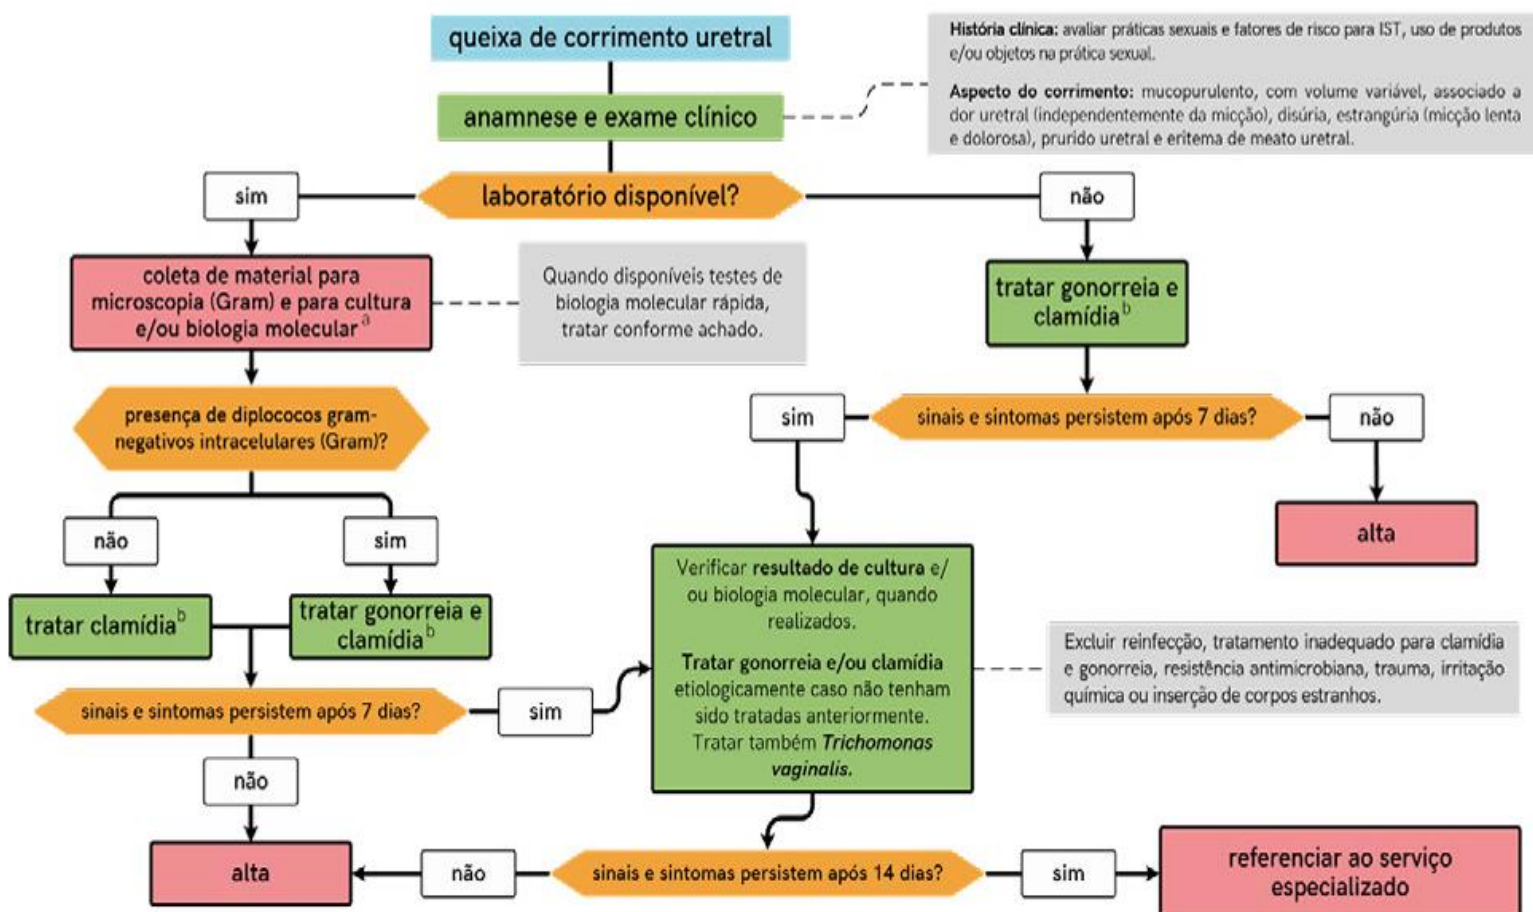 queixa de corrimento uretral
História clínica: avaliar práticas sexuais e fatores de risco para IST, uso de produtos
e/ou objetos na prática sexual.
Aspecto do corrimento: mucopurulento, com volume variável, associado a
dor uretral (independentemente da micção), disúria, estrangúria (micção lenta
e dolorosa), prurido uretral e eritema de meato uretral.
anamnese e exame clínico
laboratório disponível?
sim
não
coleta de material para
microscopia (Gram) e para cultura
e/ou biologia molecular a
Quando disponíveis testes de
biologia molecular rápida,
tratar conforme achado.
tratar gonorreia e
clamídia b
presença de diplococos gram-
negativos intracelulares (Gram)?
sim
sinais e sintomas persistem após 7 dias?
não
não
sim
alta
tratar clamídia b
tratar gonorreia e
clamídia b
Verificar resultado de cultura e/
ou biologia molecular, quando
realizados.
Tratar gonorreia e/ou clamídia
etiologicamente caso não tenham
sido tratadas anteriormente.
Tratar também Trichomonas
vaginalis.
Excluir reinfecção, tratamento inadequado para clamídia
e gonorreia, resistência antimicrobiana, trauma, irritação
química ou inserção de corpos estranhos.
sinais e sintomas persistem após 7 dias?
sim
não
alta
não
sinais e sintomas persistem após 14 dias?
sim
referenciar ao serviço
especializado